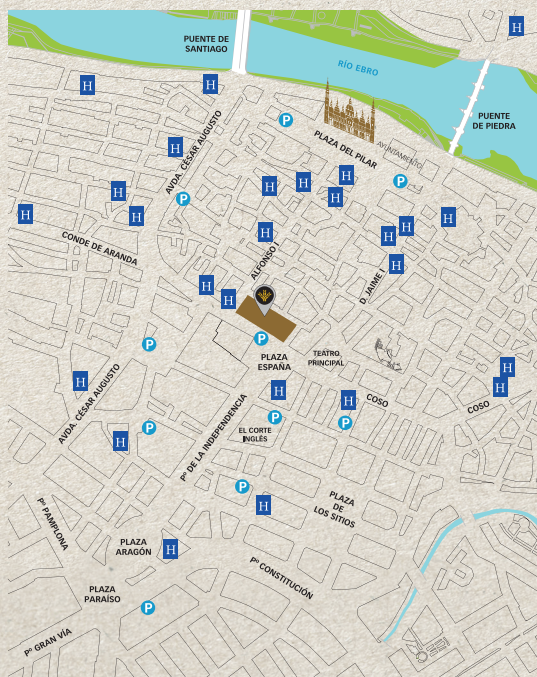 H
PUENTE DE
SANTIAGO
RÍO EBRO
H
H
PUENTE
DE PIEDRA
P
AVDA. CÉSAR AUGUSTO
PLAZA DEL PILAR
H
AYUNTAMIENTO
H
H
H
H
P
H
P
H
H
H
H
H
H
CONDE DE ARANDA
H
ALFONSO I
H
D. JAIME I
H
H
P
P
PLAZA
ESPAÑA
TEATRO
PRINCIPAL
H
H
H
AVDA. CÉSAR AUGUSTO
H
H
COSO
COSO
Pº DE LA INDEPENDENCIA
P
P
P
EL CORTE
INGLÉS
H
P
H
PLAZA
DE
LOS SITIOS
Pº PAMPLONA
PLAZA
ARAGÓN
H
Pº CONSTITUCIÓN
PLAZA
PARAÍSO
P
Pº GRAN VÍA